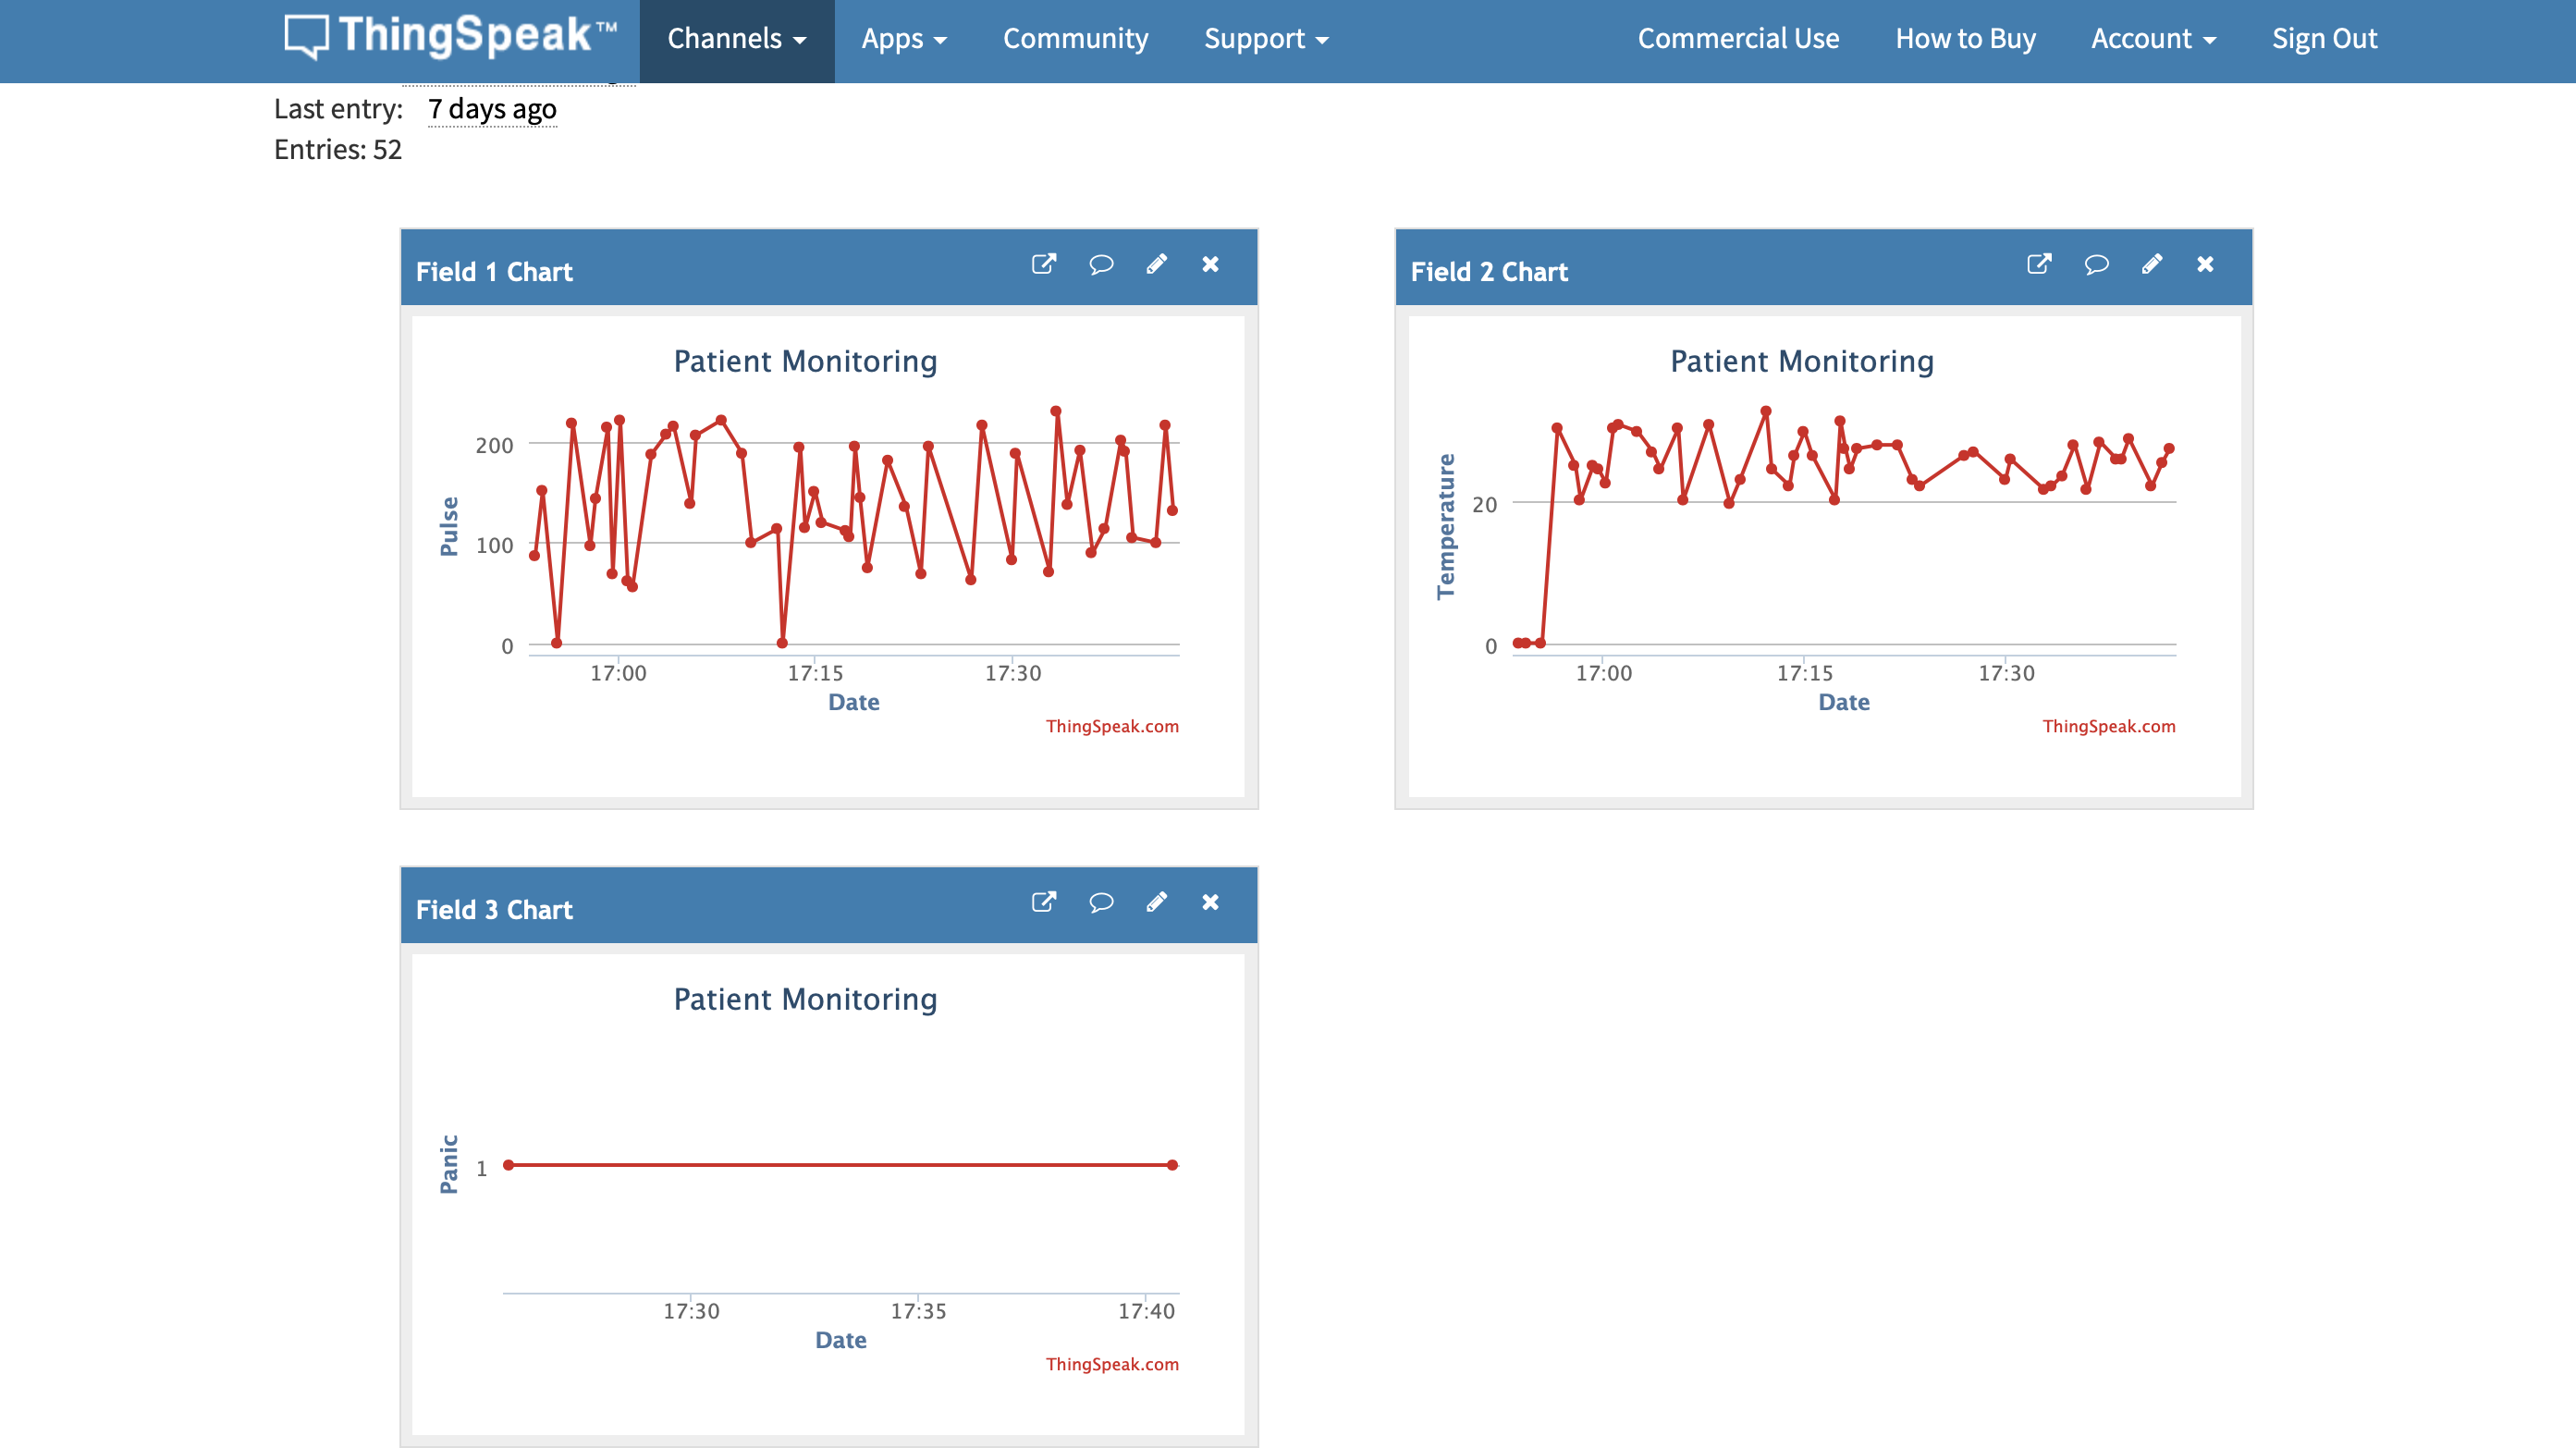 ThingSpeak™ Channels Apps Community Support Commercial Use How to Buy Account Sign Out
Last entry: 7 days ago
Entries: 52
Field 1 Chart
Patient Monitoring
Pulse
200
100
0
17:00 17:15 17:30
Date
ThingSpeak.com
Field 2 Chart
Patient Monitoring
Temperature
20
0
17:00 17:15 17:30
Date
ThingSpeak.com
Field 3 Chart
Patient Monitoring
Panic
1
17:30 17:35 17:40
Date
ThingSpeak.com